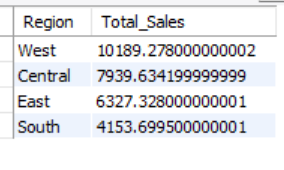 Region Total_Sales
West 10189.278000000002
Central 7939.634199999999
East 6327.328000000001
South 4153.699500000001